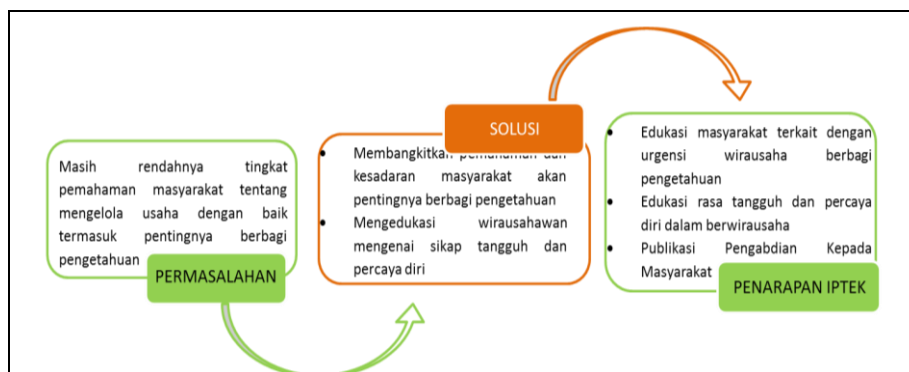 Masih rendahnya tingkat
pemahaman masyarakat tentang
mengelola usaha dengan baik
termasuk pentingnya berbagi
pengetahuan
PERMASALAHAN
SOLUSI
• Membangkitkan pemahaman dan
kesadaran masyarakat akan
pentingnya berbagi pengetahuan
• Mengedukasi wirausahawan
mengenai sikap tangguh dan
percaya diri
• Edukasi masyarakat terkait dengan
urgensi wirausaha berbagi
pengetahuan
• Edukasi rasa tangguh dan percaya
diri dalam berwirausaha
• Publikasi Pengabdian Kepada
Masyarakat
PENARAPAN IPTEK